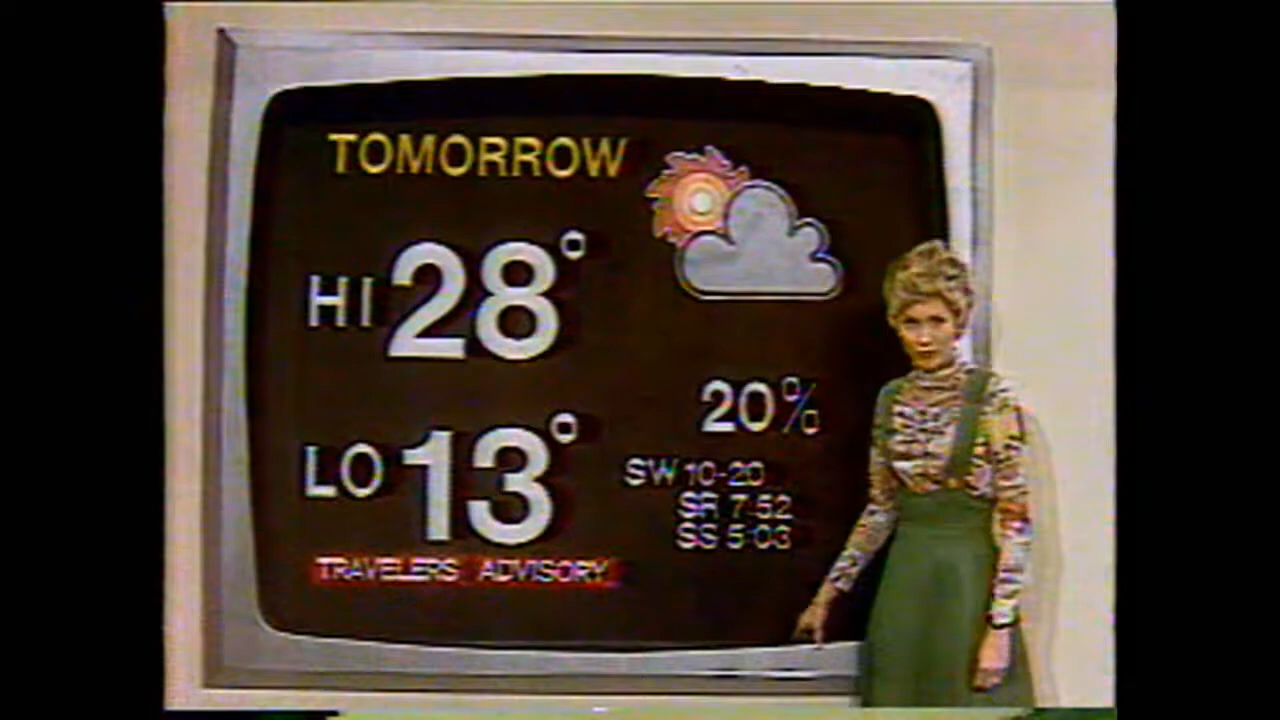 TOMORROW
HI 28°
LO 13°
20%
SW 10-20
SR 7:52
SS 5:03
TRAVELERS ADVISORY